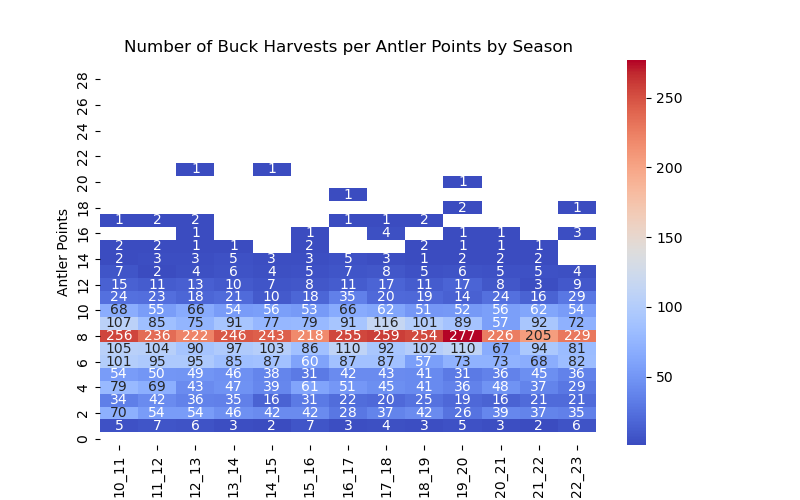 Number of Buck Harvests per Antler Points by Season
28
250
26
24
22
200
1 1
20 1
1
18 2 1
1 2 2 1 1 2
16 1 1 4 1 1 3
150
2 2 1 1 2 2 1 1 1
14 2 3 3 5 3 3 5 3 1 2 2 2
7 2 4 6 4 5 7 8 5 6 5 5 4
12 15 11 13 10 7 8 11 17 11 17 8 3 9
24 23 18 21 10 18 35 20 19 14 24 16 29
100
10 68 55 66 54 56 53 66 62 51 52 56 62 54
107 85 75 91 77 79 91 116 101 89 57 92 72
8 256 236 222 246 243 218 255 259 254 277 226 205 229
105 104 90 97 103 86 110 92 102 110 67 94 81
6 101 95 95 85 87 60 87 87 57 73 73 68 82
54 50 49 46 38 31 42 43 41 31 36 45 36
50
4 79 69 43 47 39 61 51 45 41 36 48 37 29
34 42 36 35 16 31 22 20 25 19 16 21 21
2 70 54 54 46 42 42 28 37 42 26 39 37 35
5 7 6 3 2 7 3 4 3 5 3 2 6
0
Antler Points
10_11 11_12 12_13 13_14 14_15 15_16 16_17 17_18 18_19 19_20 20_21 21_22 22_23